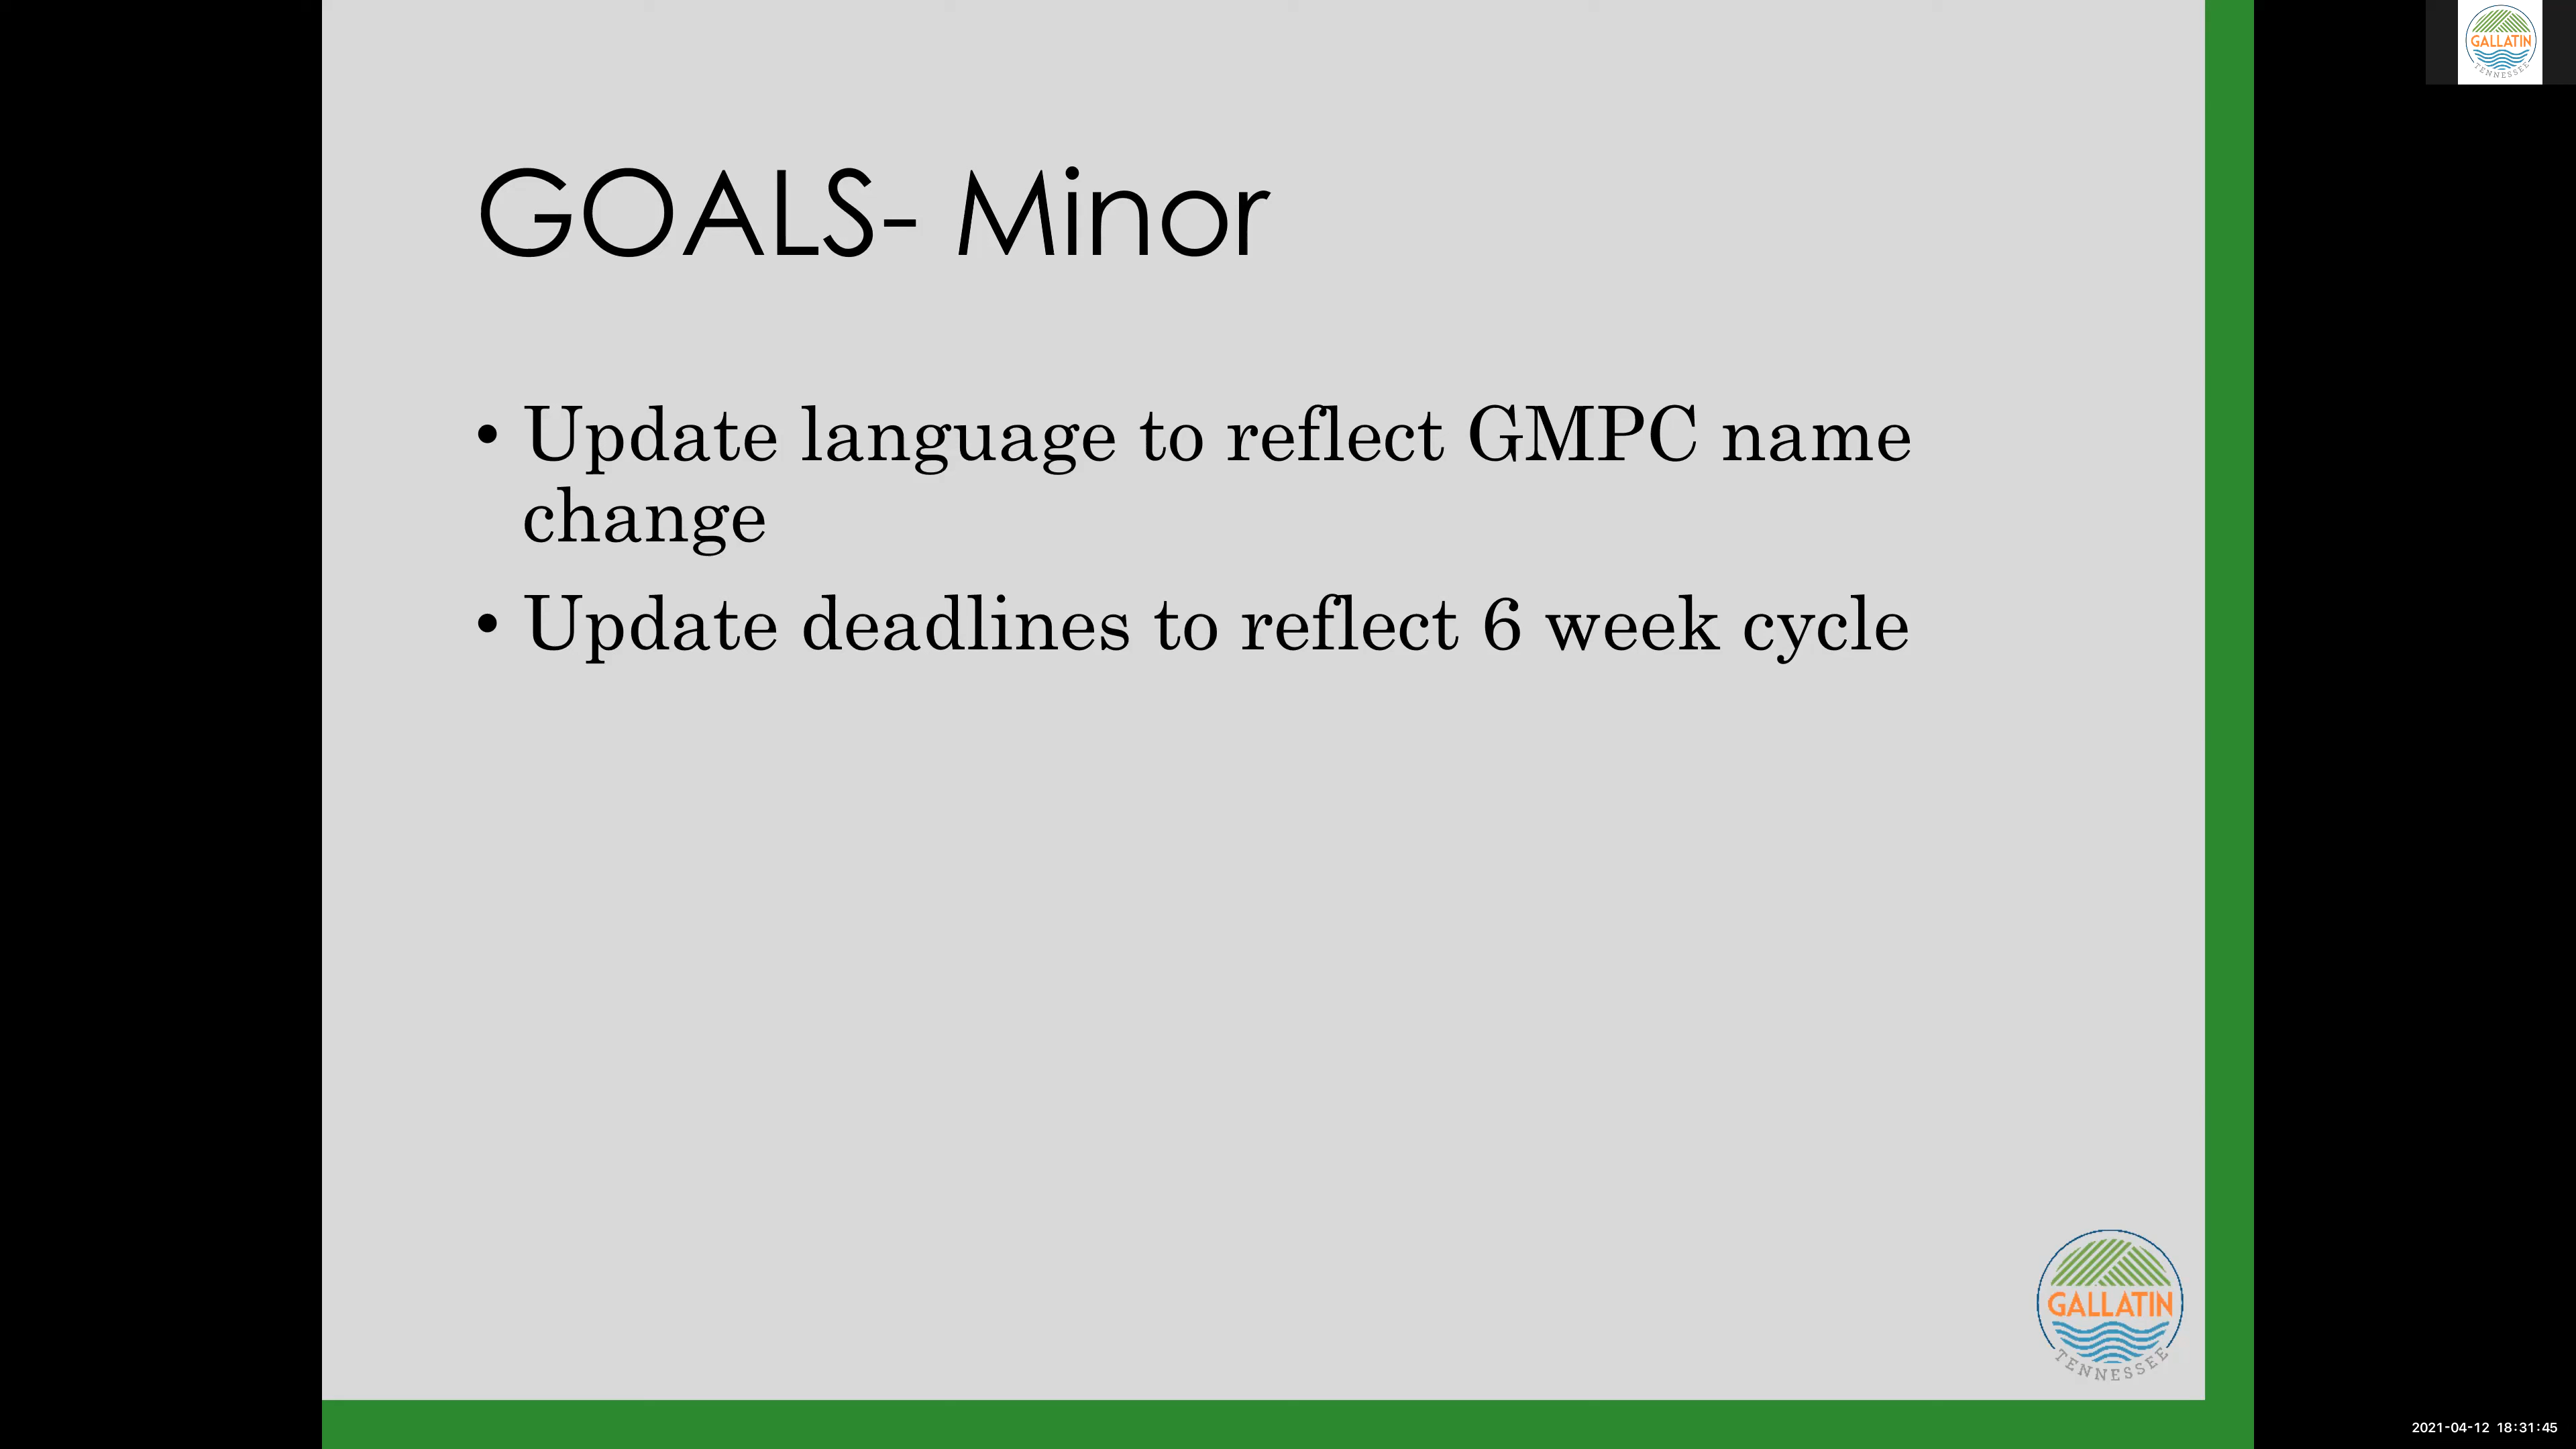 GALLATIN
TENNESSEE
GOALS- Minor
• Update language to reflect GMPC name
change
• Update deadlines to reflect 6 week cycle
GALLATIN
TENNESSEE
2021-04-12 18:31:45